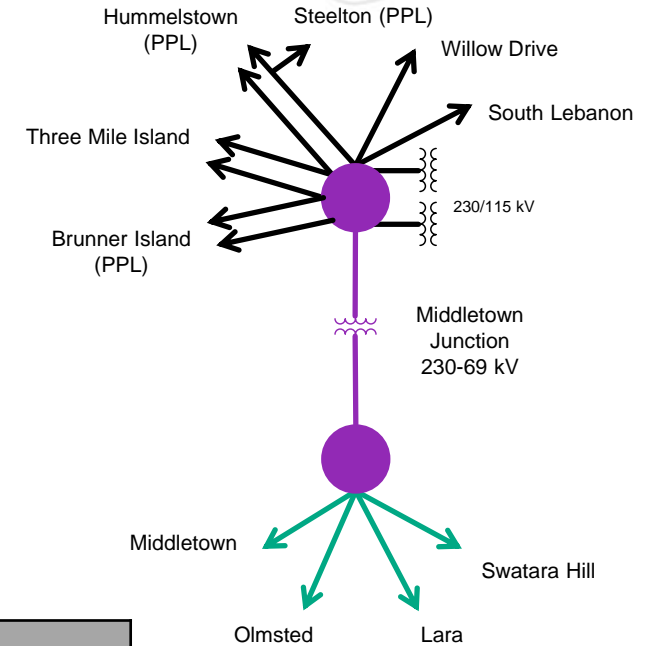 Hummelstown
(PPL)
Steelton (PPL)
Willow Drive
South Lebanon
Three Mile Island
230/115 kV
Brunner Island
(PPL)
Middletown
Junction
230-69 kV
Middletown
Swatara Hill
Olmsted
Lara